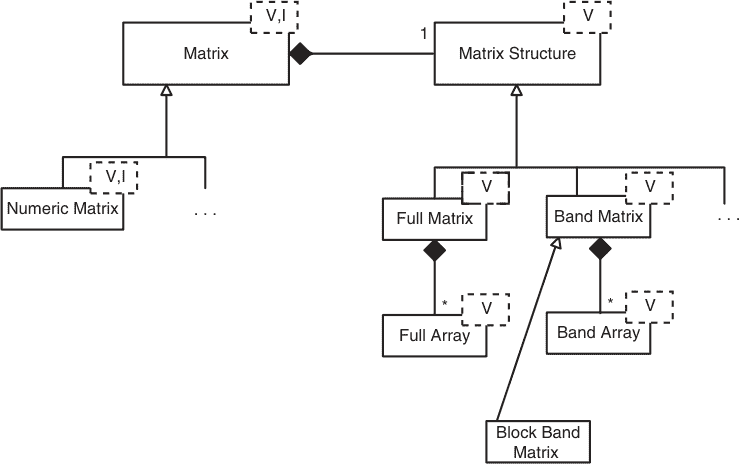 V,I
V
Matrix
1
Matrix Structure
V,I
V
V
Numeric Matrix
. . .
Full Matrix
Band Matrix
. . .
*
V
*
V
Full Array
Band Array
Block Band
Matrix